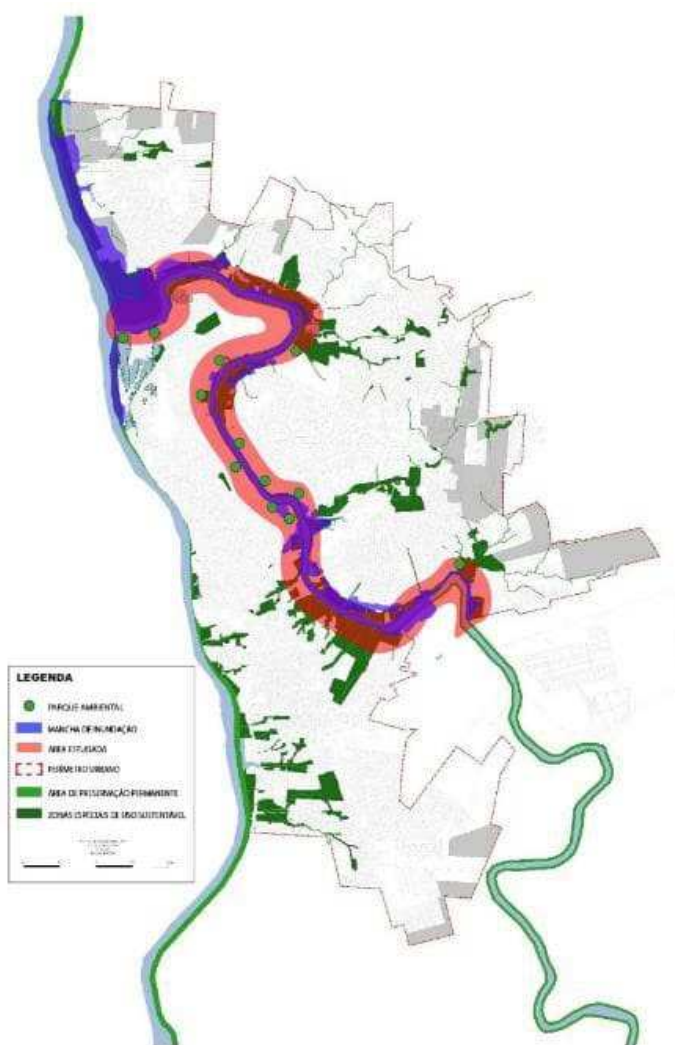 LEGENDA
PARQUE AMBIENTAL
MANCHA DE INUNDAÇÃO
ÁREA ESTUDADA
PERÍMETRO URBANO
ÁREA DE PRESERVAÇÃO PERMANENTE
ZONAS ESPECIAIS DE USO SUSTENTÁVEL